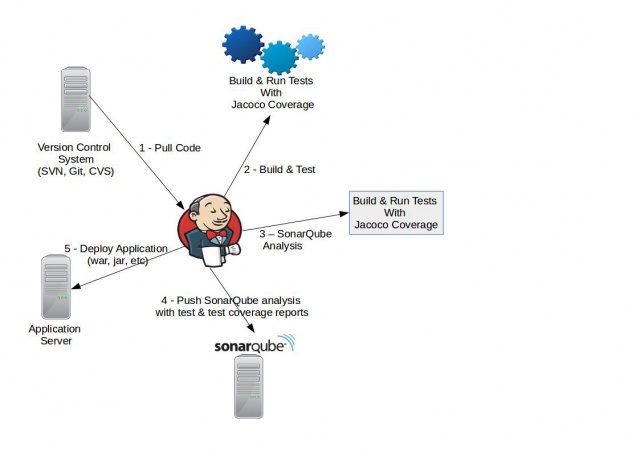 Build & Run Tests
With
Jacoco Coverage
Version Control
System
(SVN, Git, CVS)
1 - Pull Code
2 - Build & Test
Build & Run Tests
With
Jacoco Coverage
3 – SonarQube
Analysis
5 - Deploy Application
(war, jar, etc)
4 - Push SonarQube analysis
with test & test coverage reports
Application
Server
sonarqube